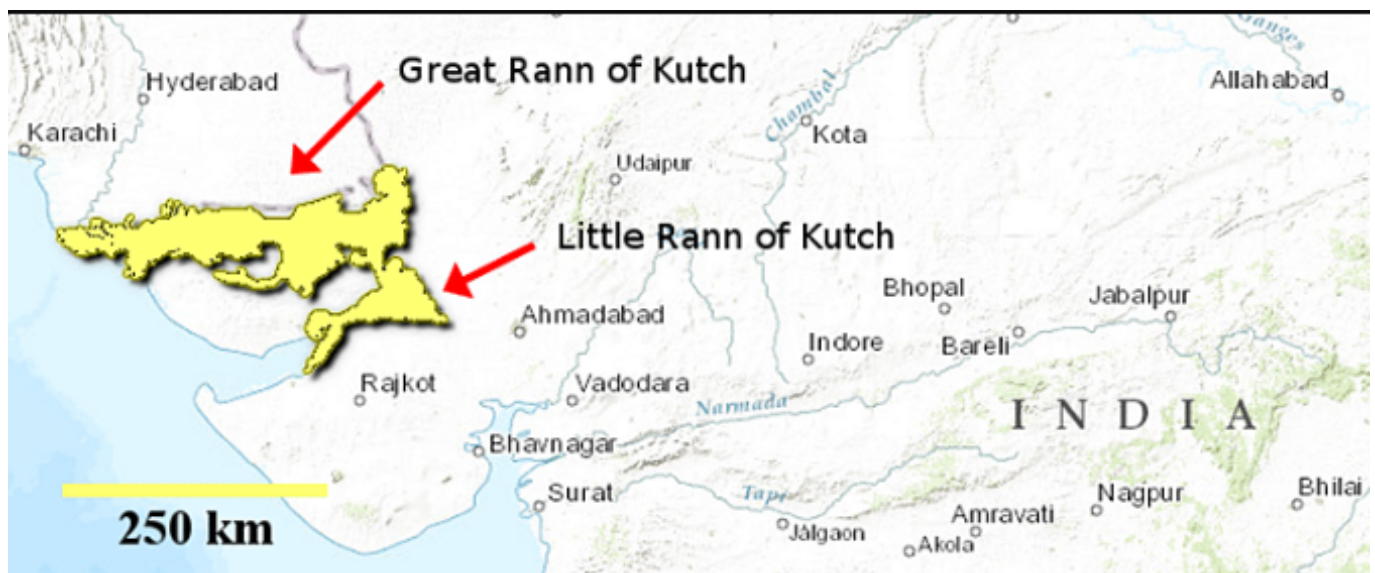 Ganges
Great Rann of Kutch
Hyderabad
Allahabad
Chambal
Karachi
Kota
Udaipur
Little Rann of Kutch
Bhopal
Jabalpur
Ahmadabad
Indore
Bareli
Rajkot
Vadodara
Narmada
INDIA
Bhavnagar
Surat
Tapi
Nagpur
Bhilai
Amravati
Jalgaon
Akola
250 km